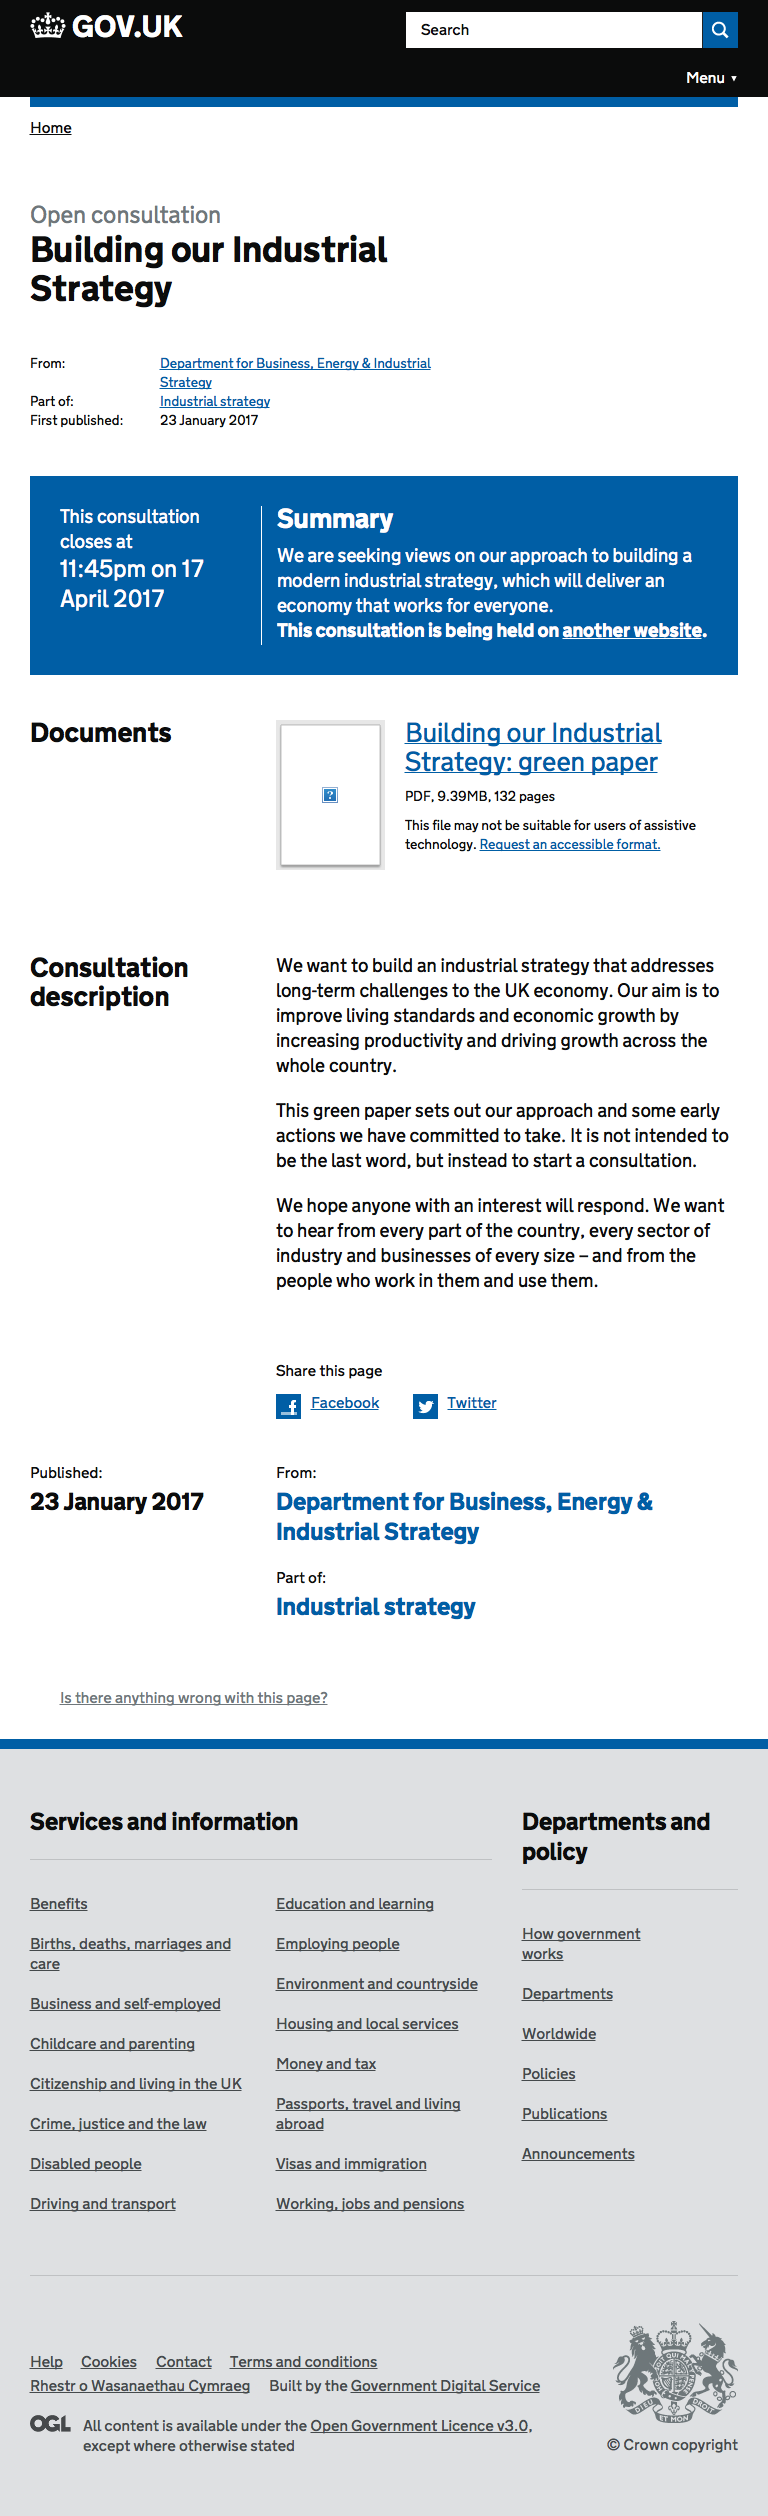 GOV.UK
Search
Menu ▼
Home
Open consultation
Building our Industrial
Strategy
From:
Department for Business, Energy & Industrial
Strategy
Part of:
Industrial strategy
First published:
23 January 2017
This consultation
closes at
11:45pm on 17
April 2017
Summary
We are seeking views on our approach to building a
modern industrial strategy, which will deliver an
economy that works for everyone.
This consultation is being held on another website.
Documents
Building our Industrial
Strategy: green paper
PDF, 9.39MB, 132 pages
This file may not be suitable for users of assistive
technology. Request an accessible format.
Consultation
description
We want to build an industrial strategy that addresses
long-term challenges to the UK economy. Our aim is to
improve living standards and economic growth by
increasing productivity and driving growth across the
whole country.
This green paper sets out our approach and some early
actions we have committed to take. It is not intended to
be the last word, but instead to start a consultation.
We hope anyone with an interest will respond. We want
to hear from every part of the country, every sector of
industry and businesses of every size – and from the
people who work in them and use them.
Share this page
Facebook
Twitter
Published:
23 January 2017
From:
Department for Business, Energy &
Industrial Strategy
Part of:
Industrial strategy
Is there anything wrong with this page?
Services and information
Benefits
Births, deaths, marriages and
care
Business and self-employed
Childcare and parenting
Citizenship and living in the UK
Crime, justice and the law
Disabled people
Driving and transport
Education and learning
Employing people
Environment and countryside
Housing and local services
Money and tax
Passports, travel and living
abroad
Visas and immigration
Working, jobs and pensions
Departments and
policy
How government
works
Departments
Worldwide
Policies
Publications
Announcements
Help Cookies Contact Terms and conditions
Rhestr o Wasanaethau Cymraeg Built by the Government Digital Service
OGL
All content is available under the Open Government Licence v3.0,
except where otherwise stated
DIEU ET MON DROIT
© Crown copyright